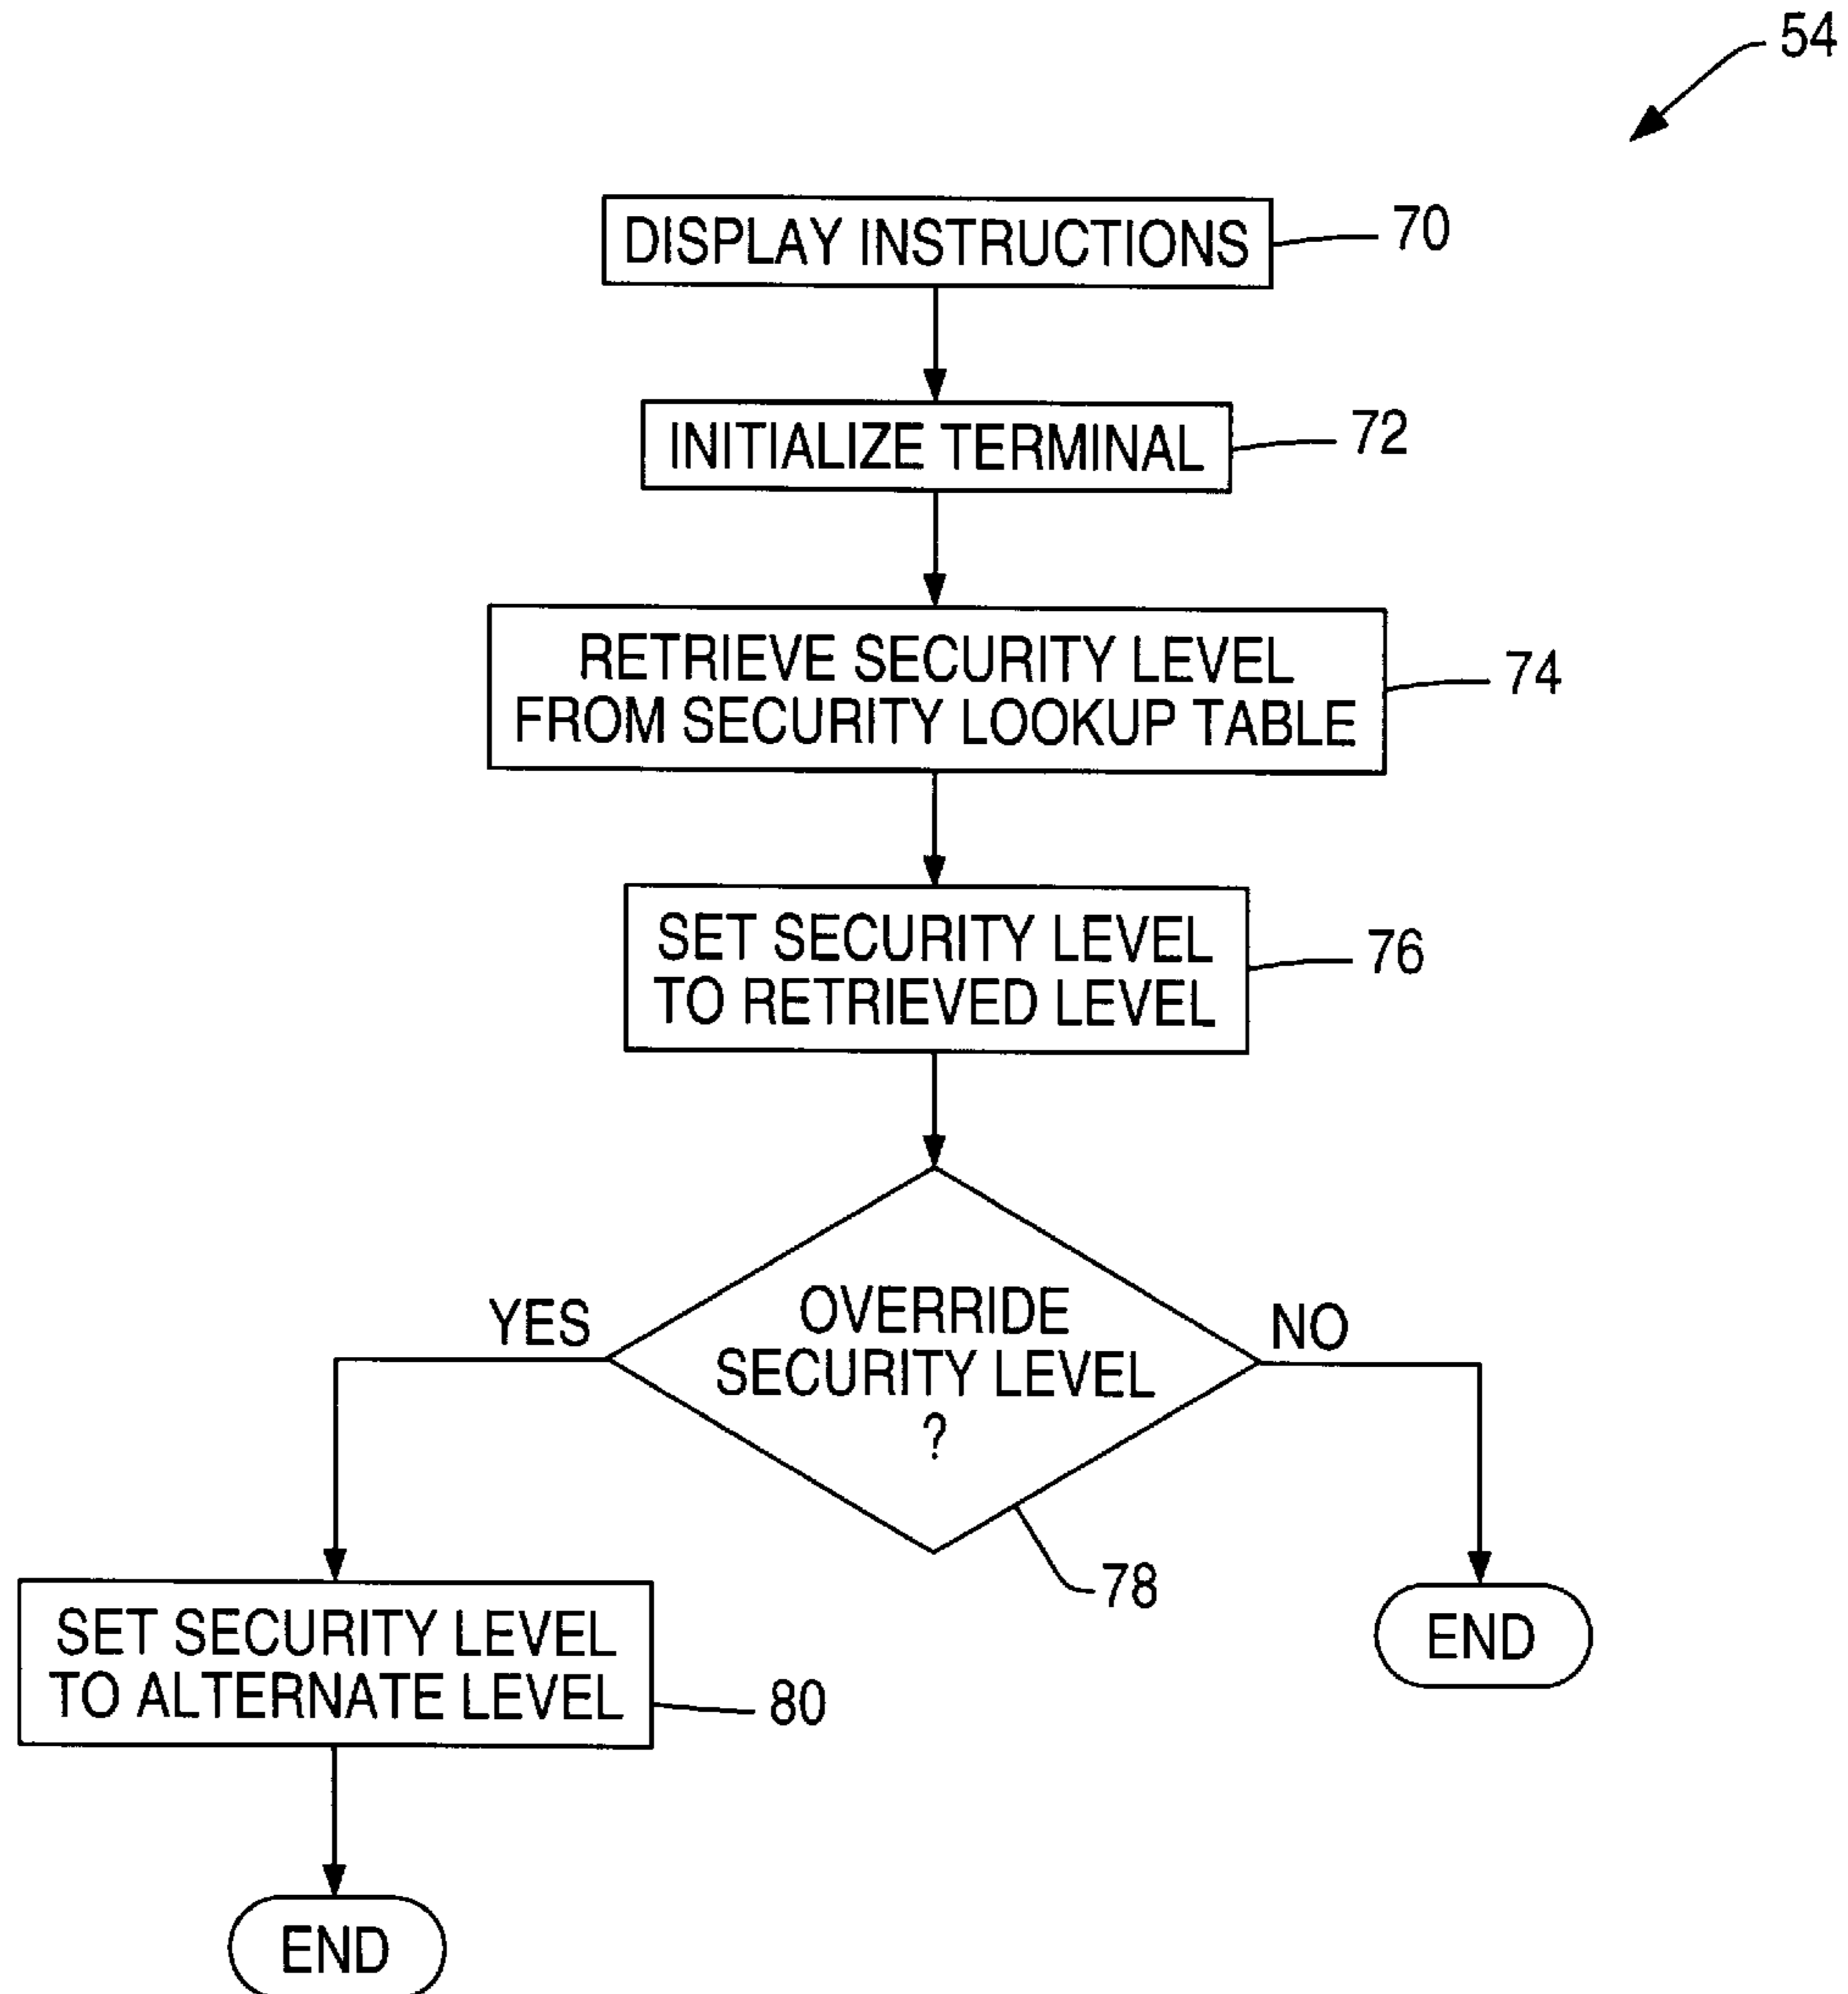 54
DISPLAY INSTRUCTIONS
70
INITIALIZE TERMINAL
72
RETRIEVE SECURITY LEVEL
FROM SECURITY LOOKUP TABLE
74
SET SECURITY LEVEL
TO RETRIEVED LEVEL
76
YES
OVERRIDE
SECURITY LEVEL
?
NO
78
SET SECURITY LEVEL
TO ALTERNATE LEVEL
80
END
END